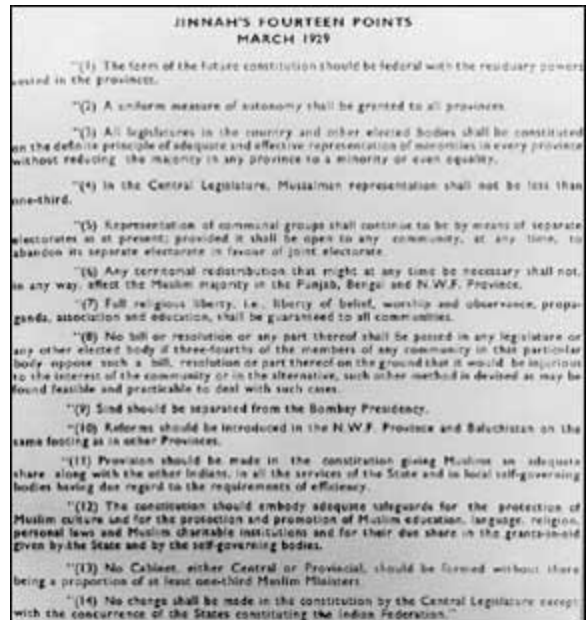 JINNAH'S FOURTEEN POINTS
MARCH 1929
"(1) The form of the future constitution should be federal with the residuary powers
vested in the provinces.
"(2) A uniform measure of autonomy shall be granted to all provinces.
"(3) All legislatures in the country and other elected bodies shall be constituted
on the definite principle of adequate and effective representation of minorities in every province
without reducing the majority in any province to a minority or even equality.
"(4) In the Central Legislature, Mussalman representation shall not be less than
one-third.
"(5) Representation of communal groups shall continue to be by means of separate
electorates as at present; provided it shall be open to any community, at any time, to
abandon its separate electorate in favour of joint electorate.
"(6) Any territorial redistribution that might at any time be necessary shall not,
in any way, affect the Muslim majority in the Punjab, Bengal and N.W.F. Province.
"(7) Full religious liberty, i.e., liberty of belief, worship and observance, propa-
ganda, association and education, shall be guaranteed to all communities.
"(8) No bill or resolution or any part thereof shall be passed in any legislature or
any other elected body if three-fourths of the members of any community in that particular
body oppose such a bill, resolution or part thereof on the ground that it would be injurious
to the interest of the community or in the alternative, such other method is devised as may be
found feasible and practicable to deal with such cases.
"(9) Sind should be separated from the Bombay Presidency.
"(10) Reforms should be introduced in the N.W.F. Province and Baluchistan on the
same footing as in other Provinces.
"(11) Provision should be made in the constitution giving Muslims an adequate
share along with the other Indians, in all the services of the State and in local self-governing
bodies having due regard to the requirements of efficiency.
"(12) The constitution should embody adequate safeguards for the protection of
Muslim culture and for the protection and promotion of Muslim education, language, religion,
personal laws and Muslim charitable institutions and for their due share in the grants-in-aid
given by the State and by the self-governing bodies.
"(13) No Cabinet, either Central or Provincial, should be formed without there
being a proportion of at least one-third Muslim Ministers.
"(14) No change shall be made in the constitution by the Central Legislature except
with the concurrence of the States constituting the Indian Federation."